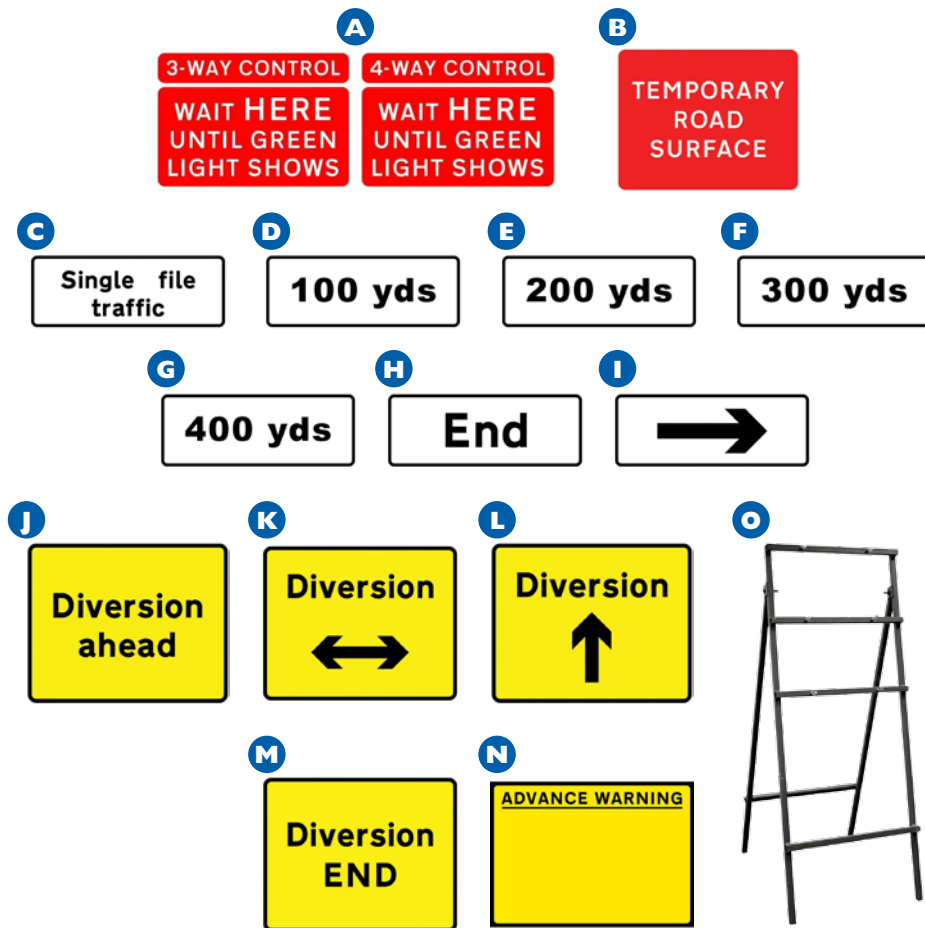 A
3-WAY CONTROL
WAIT HERE
UNTIL GREEN
LIGHT SHOWS
4-WAY CONTROL
WAIT HERE
UNTIL GREEN
LIGHT SHOWS
B
TEMPORARY
ROAD
SURFACE
C
Single file
traffic
D
100 yds
E
200 yds
F
300 yds
G
400 yds
H
End
I
J
Diversion
ahead
K
Diversion
L
Diversion
M
Diversion
END
N
ADVANCE WARNING
O